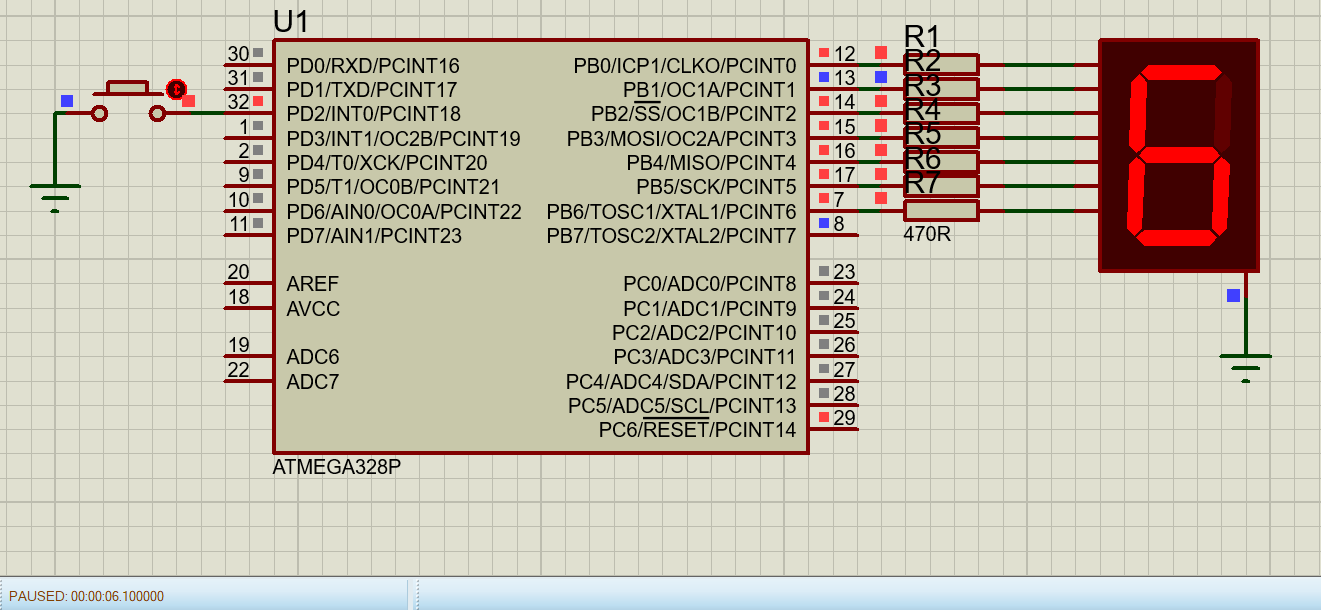 U1
R1
30 PD0/RXD/PCINT16 PB0/ICP1/CLKO/PCINT0 12 R2
31 PD1/TXD/PCINT17 PB1/OC1A/PCINT1 13 R3
32 PD2/INT0/PCINT18 PB2/SS/OC1B/PCINT2 14 R4
1 PD3/INT1/OC2B/PCINT19 PB3/MOSI/OC2A/PCINT3 15 R5
2 PD4/T0/XCK/PCINT20 PB4/MISO/PCINT4 16 R6
9 PD5/T1/OC0B/PCINT21 PB5/SCK/PCINT5 17 R7
10 PD6/AIN0/OC0A/PCINT22 PB6/TOSC1/XTAL1/PCINT6 7
11 PD7/AIN1/PCINT23 PB7/TOSC2/XTAL2/PCINT7 8 470R
20 AREF PC0/ADC0/PCINT8 23
18 AVCC PC1/ADC1/PCINT9 24
PC2/ADC2/PCINT10 25
19 ADC6 PC3/ADC3/PCINT11 26
22 ADC7 PC4/ADC4/SDA/PCINT12 27
PC5/ADC5/SCL/PCINT13 28
PC6/RESET/PCINT14 29
ATMEGA328P
6
PAUSED: 00:00:06.100000